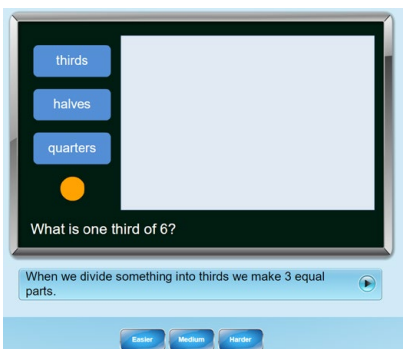 thirds
halves
quarters
What is one third of 6?
When we divide something into thirds we make 3 equal
parts.
Easier
Medium
Harder